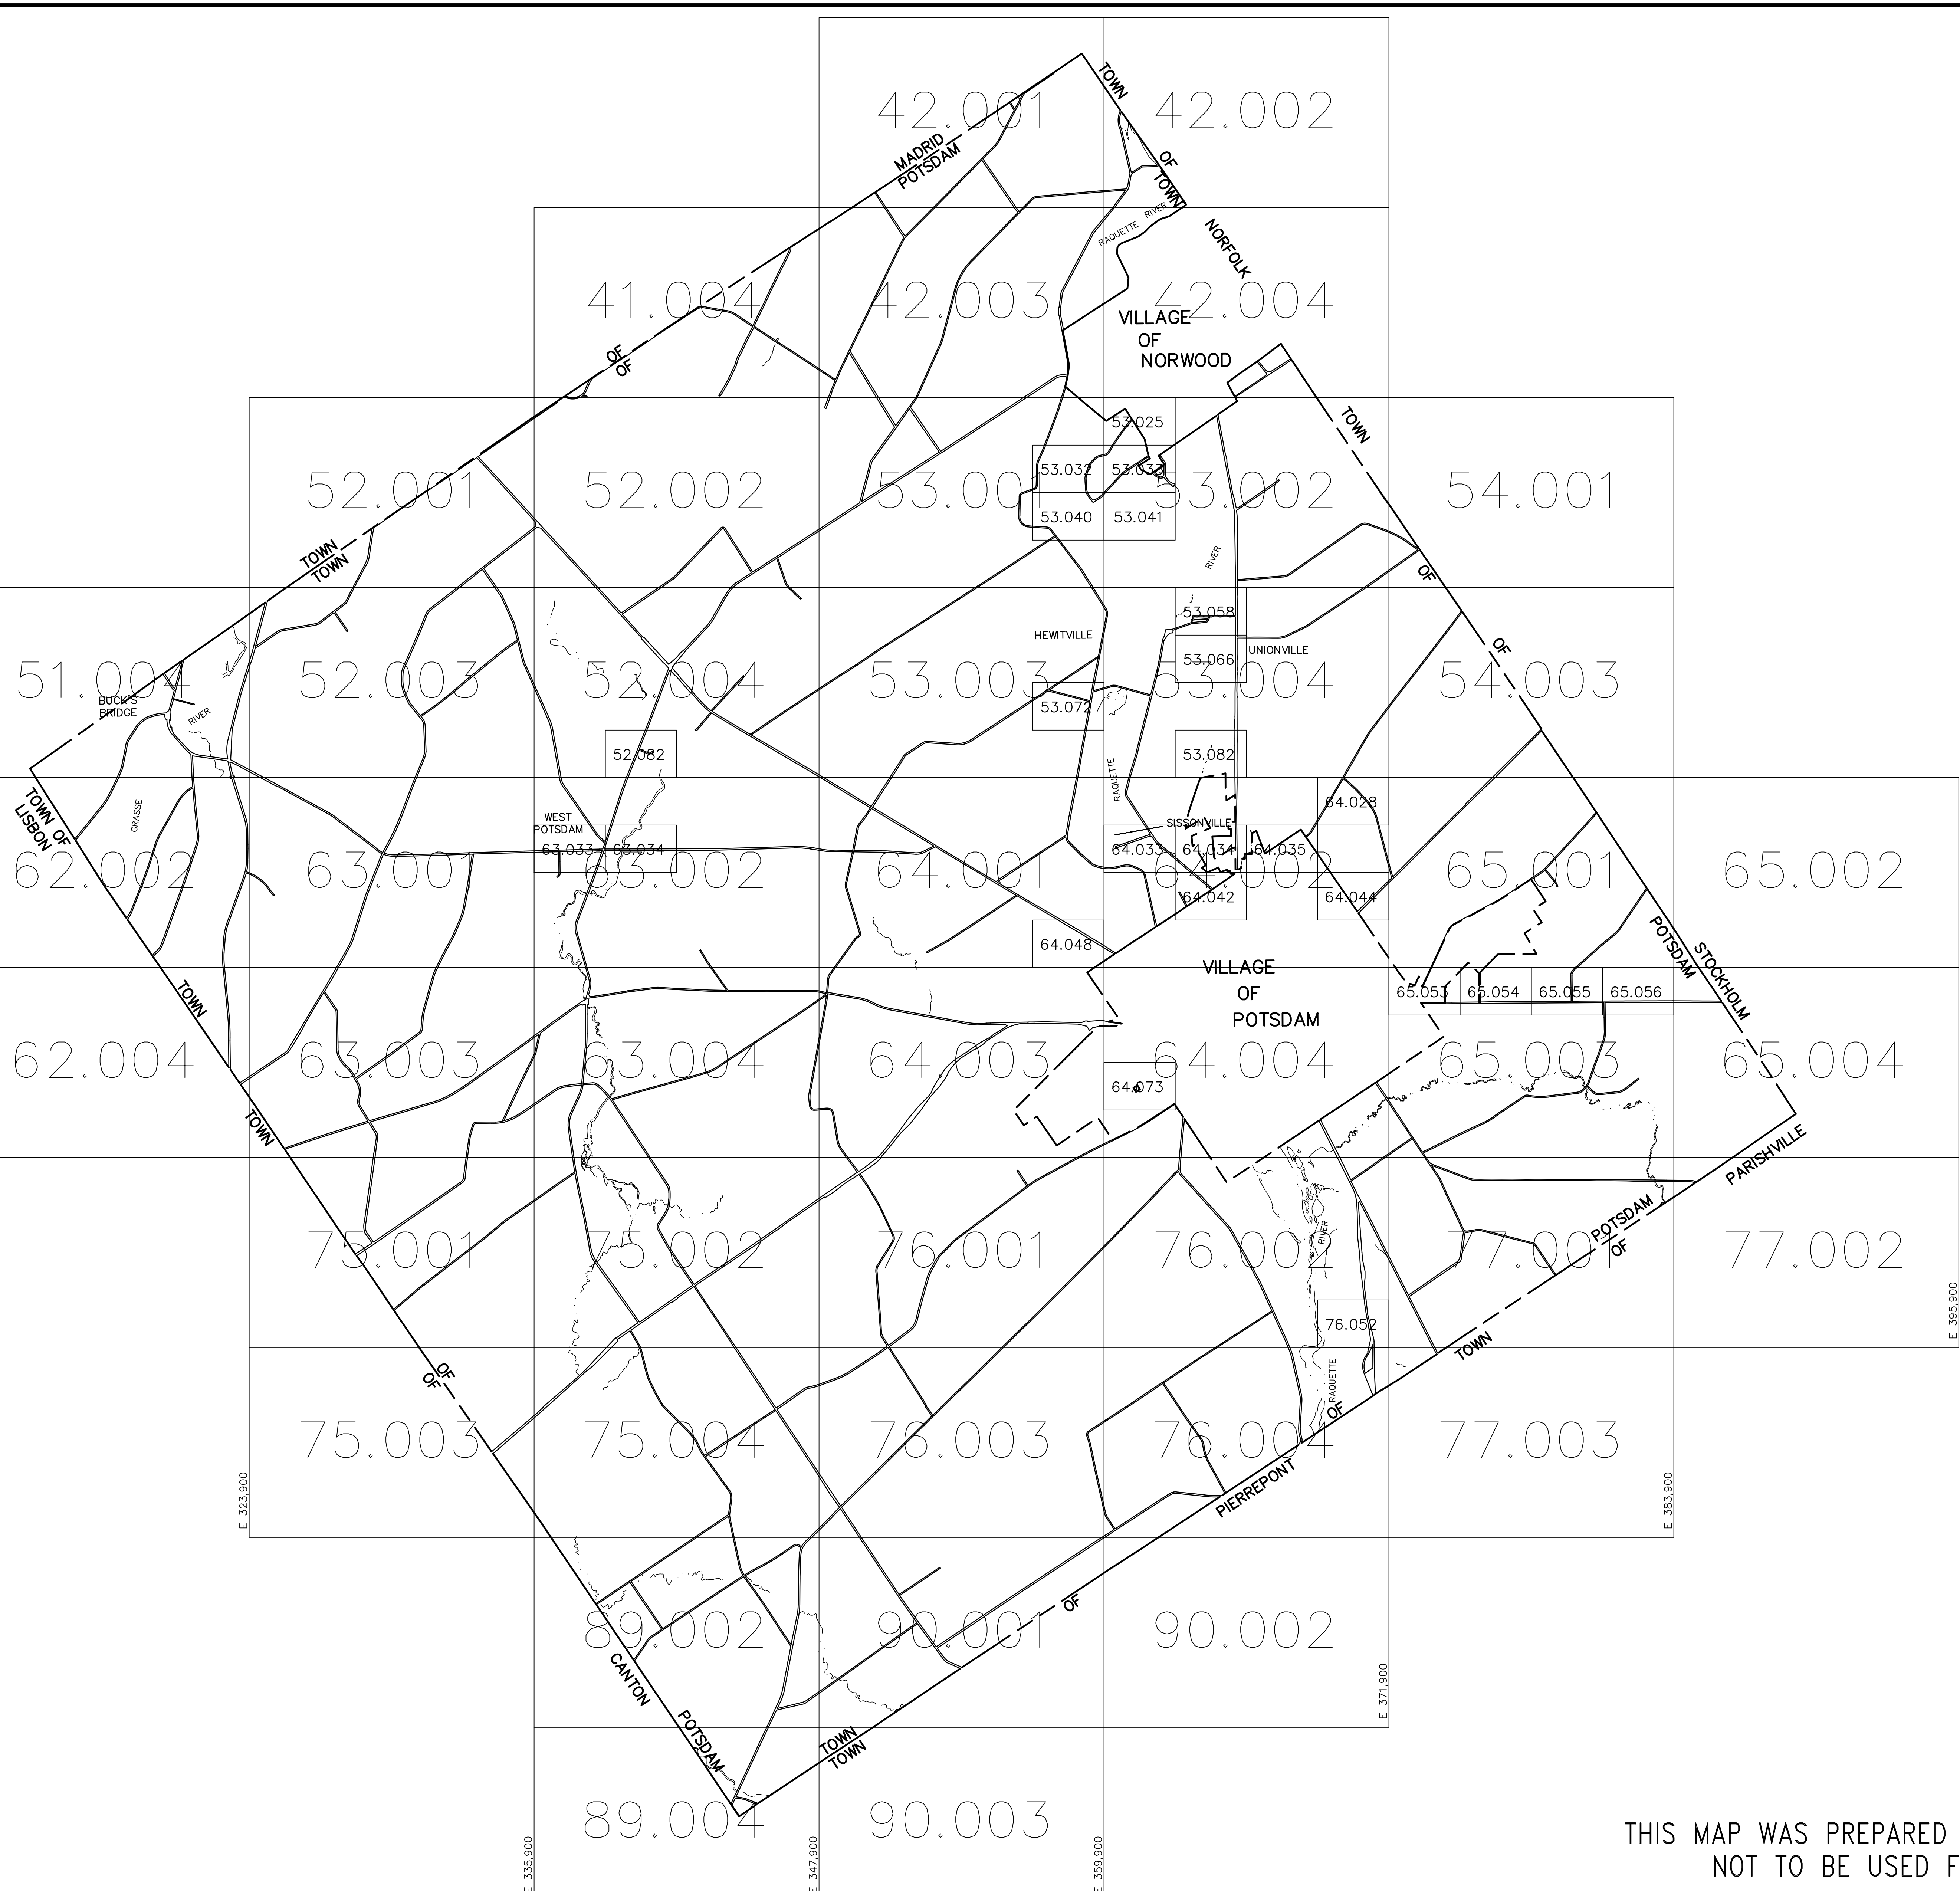 42.001
42.002
TOWN
OF
TOWN
NORFOLK
MADRID
POTSDAM
RAQUETTE RIVER
41.004
42.003
42.004
VILLAGE
OF
NORWOOD
OF
OF
53.025
TOWN
OF
52.001
52.002
53.001
53.032
53.033
53.002
54.001
53.040
53.041
TOWN
TOWN
RIVER
OF
53.058
HEWITVILLE
UNIONVILLE
53.066
51.004
52.003
52.004
53.003
53.004
54.003
BUCK'S
BRIDGE
RIVER
53.072
52.082
53.082
RAQUETTE
TOWN OF
LISBON
GRASSE
WEST
POTSDAM
64.028
SISSONVILLE
63.033
63.034
64.033
64.034
64.035
62.002
63.001
63.002
64.001
64.002
65.001
65.002
64.042
64.044
64.048
POTSDAM
STOCKHOLM
VILLAGE
OF
POTSDAM
65.053
65.054
65.055
65.056
TOWN
62.004
63.003
63.004
64.003
64.004
65.003
65.004
64.073
TOWN
PARISHVILLE
POTSDAM
OF
RIVER
75.001
75.002
76.001
76.002
77.001
77.002
76.052
E 395,900
TOWN
OF
OF
RAQUETTE
OF
75.003
75.004
76.003
76.004
77.003
PIERREPONT
E 323,900
E 383,900
OF
89.002
90.001
90.002
CANTON
POTSDAM
E 371,900
TOWN
TOWN
89.004
90.003
E 335,900
E 347,900
E 359,900
THIS MAP WAS PREPARED
NOT TO BE USED F